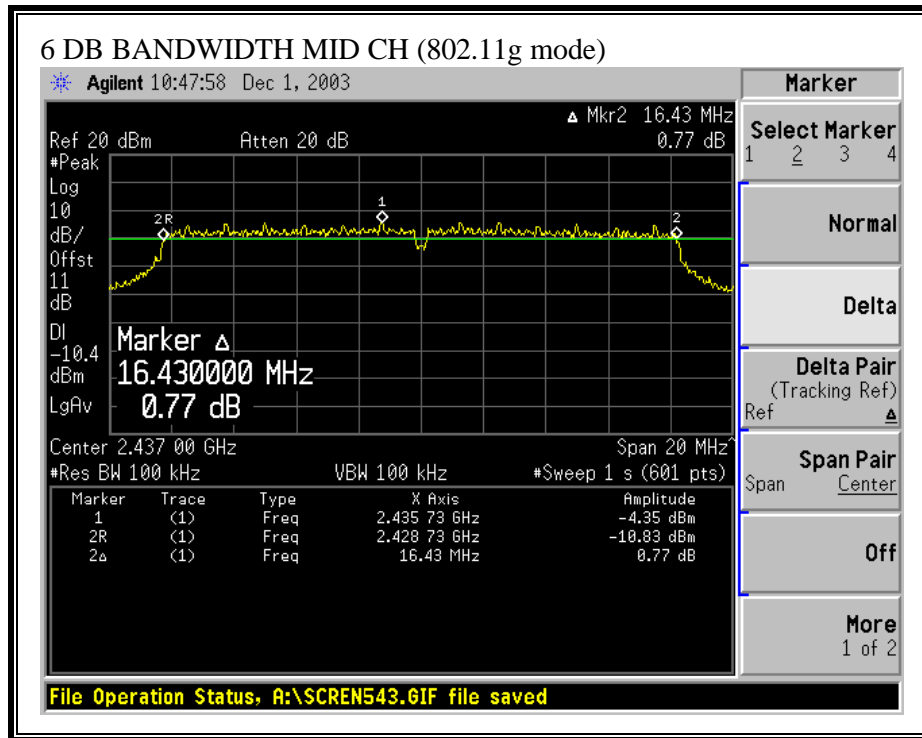 6 DB BANDWIDTH MID CH (802.11g mode)
Agilent 10:47:58 Dec 1, 2003
Marker
Δ Mkr2 16.43 MHz
Ref 20 dBm Atten 20 dB 0.77 dB
#Peak
Log
10
dB/
Offst
11
dB
DI
-10.4
dBm
LgAv
1
2R
2
Marker Δ
16.430000 MHz
0.77 dB
Center 2.437 00 GHz Span 20 MHz^
#Res BW 100 kHz VBW 100 kHz #Sweep 1 s (601 pts)
Marker Trace Type X Axis Amplitude
1 (1) Freq 2.435 73 GHz -4.35 dBm
2R (1) Freq 2.428 73 GHz -10.83 dBm
2Δ (1) Freq 16.43 MHz 0.77 dB
Select Marker
1 2 3 4
Normal
Delta
Delta Pair
(Tracking Ref)
Ref Δ
Span Pair
Span Center
Off
More
1 of 2
File Operation Status, A:\SCREN543.GIF file saved